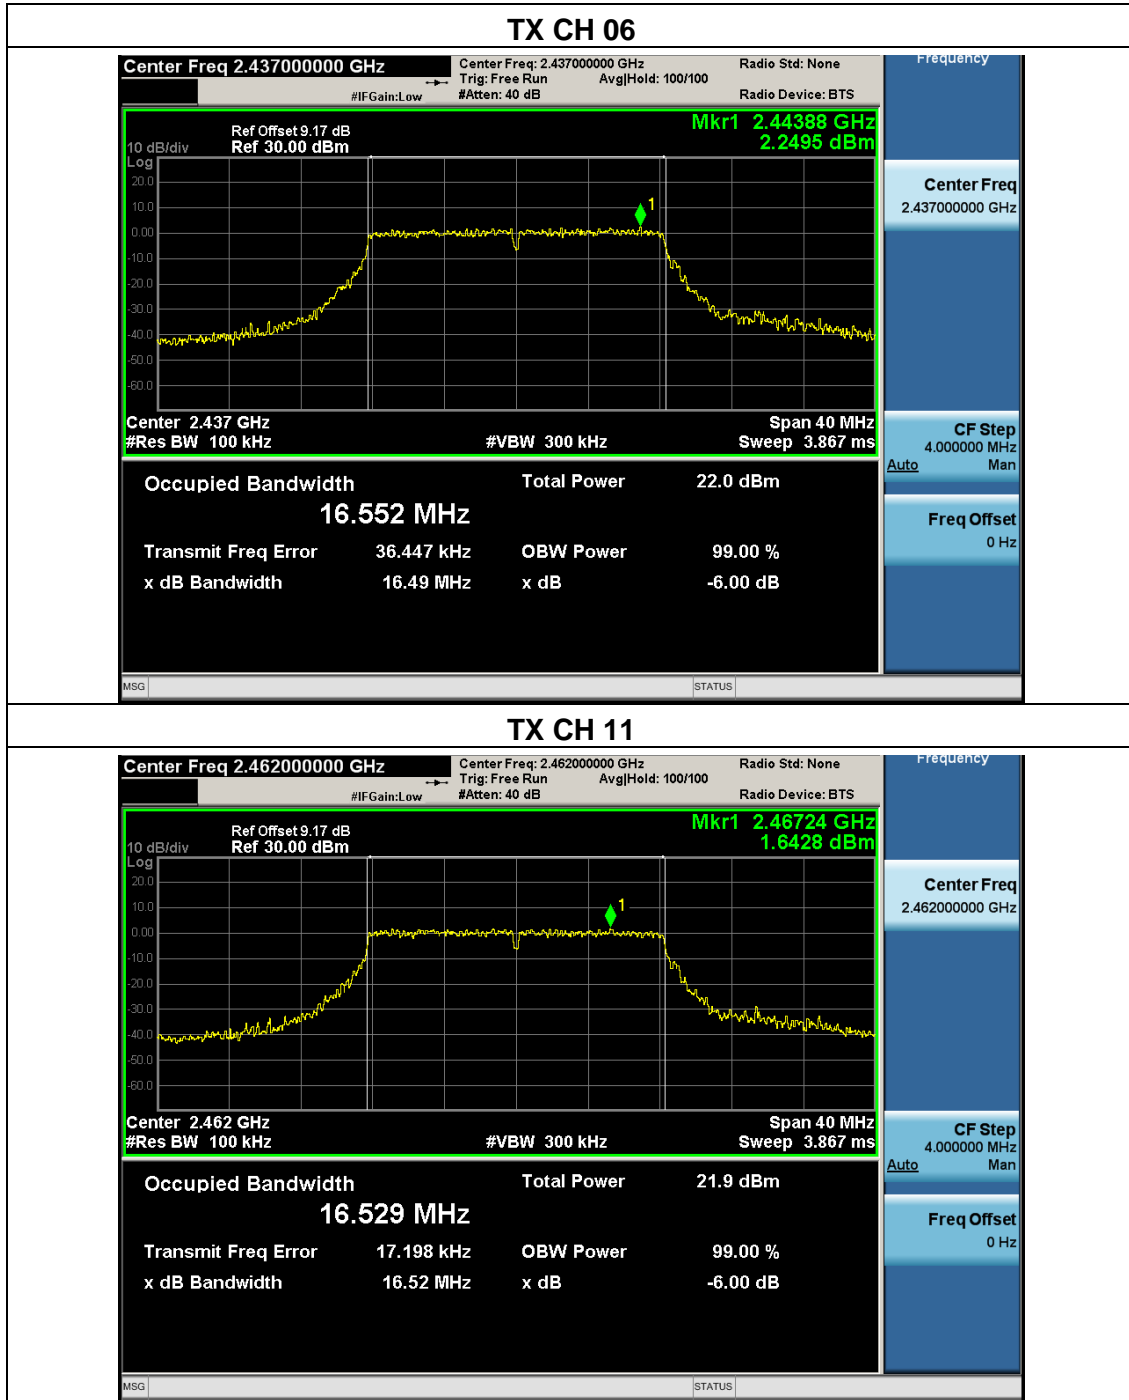 TX CH 06
Center Freq 2.437000000 GHz
Center Freq: 2.437000000 GHz
Radio Std: None
Frequency
Trig: Free Run
Avg|Hold: 100/100
#IFGain:Low
#Atten: 40 dB
Radio Device: BTS
Mkr1 2.44388 GHz
2.2495 dBm
Ref Offset 9.17 dB
10 dB/div
Ref 30.00 dBm
Log
20.0
10.0
0.00
-10.0
-20.0
-30.0
-40.0
-50.0
-60.0
1
Center 2.437 GHz
Span 40 MHz
#Res BW 100 kHz
#VBW 300 kHz
Sweep 3.867 ms
Center Freq
2.437000000 GHz
CF Step
4.000000 MHz
Auto
Man
Freq Offset
0 Hz
Occupied Bandwidth
Total Power
22.0 dBm
16.552 MHz
Transmit Freq Error
36.447 kHz
OBW Power
99.00 %
x dB Bandwidth
16.49 MHz
x dB
-6.00 dB
MSG
STATUS
TX CH 11
Center Freq 2.462000000 GHz
Center Freq: 2.462000000 GHz
Radio Std: None
Frequency
Trig: Free Run
Avg|Hold: 100/100
#IFGain:Low
#Atten: 40 dB
Radio Device: BTS
Mkr1 2.46724 GHz
1.6428 dBm
Ref Offset 9.17 dB
10 dB/div
Ref 30.00 dBm
Log
20.0
10.0
0.00
-10.0
-20.0
-30.0
-40.0
-50.0
-60.0
1
Center 2.462 GHz
Span 40 MHz
#Res BW 100 kHz
#VBW 300 kHz
Sweep 3.867 ms
Center Freq
2.462000000 GHz
CF Step
4.000000 MHz
Auto
Man
Freq Offset
0 Hz
Occupied Bandwidth
Total Power
21.9 dBm
16.529 MHz
Transmit Freq Error
17.198 kHz
OBW Power
99.00 %
x dB Bandwidth
16.52 MHz
x dB
-6.00 dB
MSG
STATUS